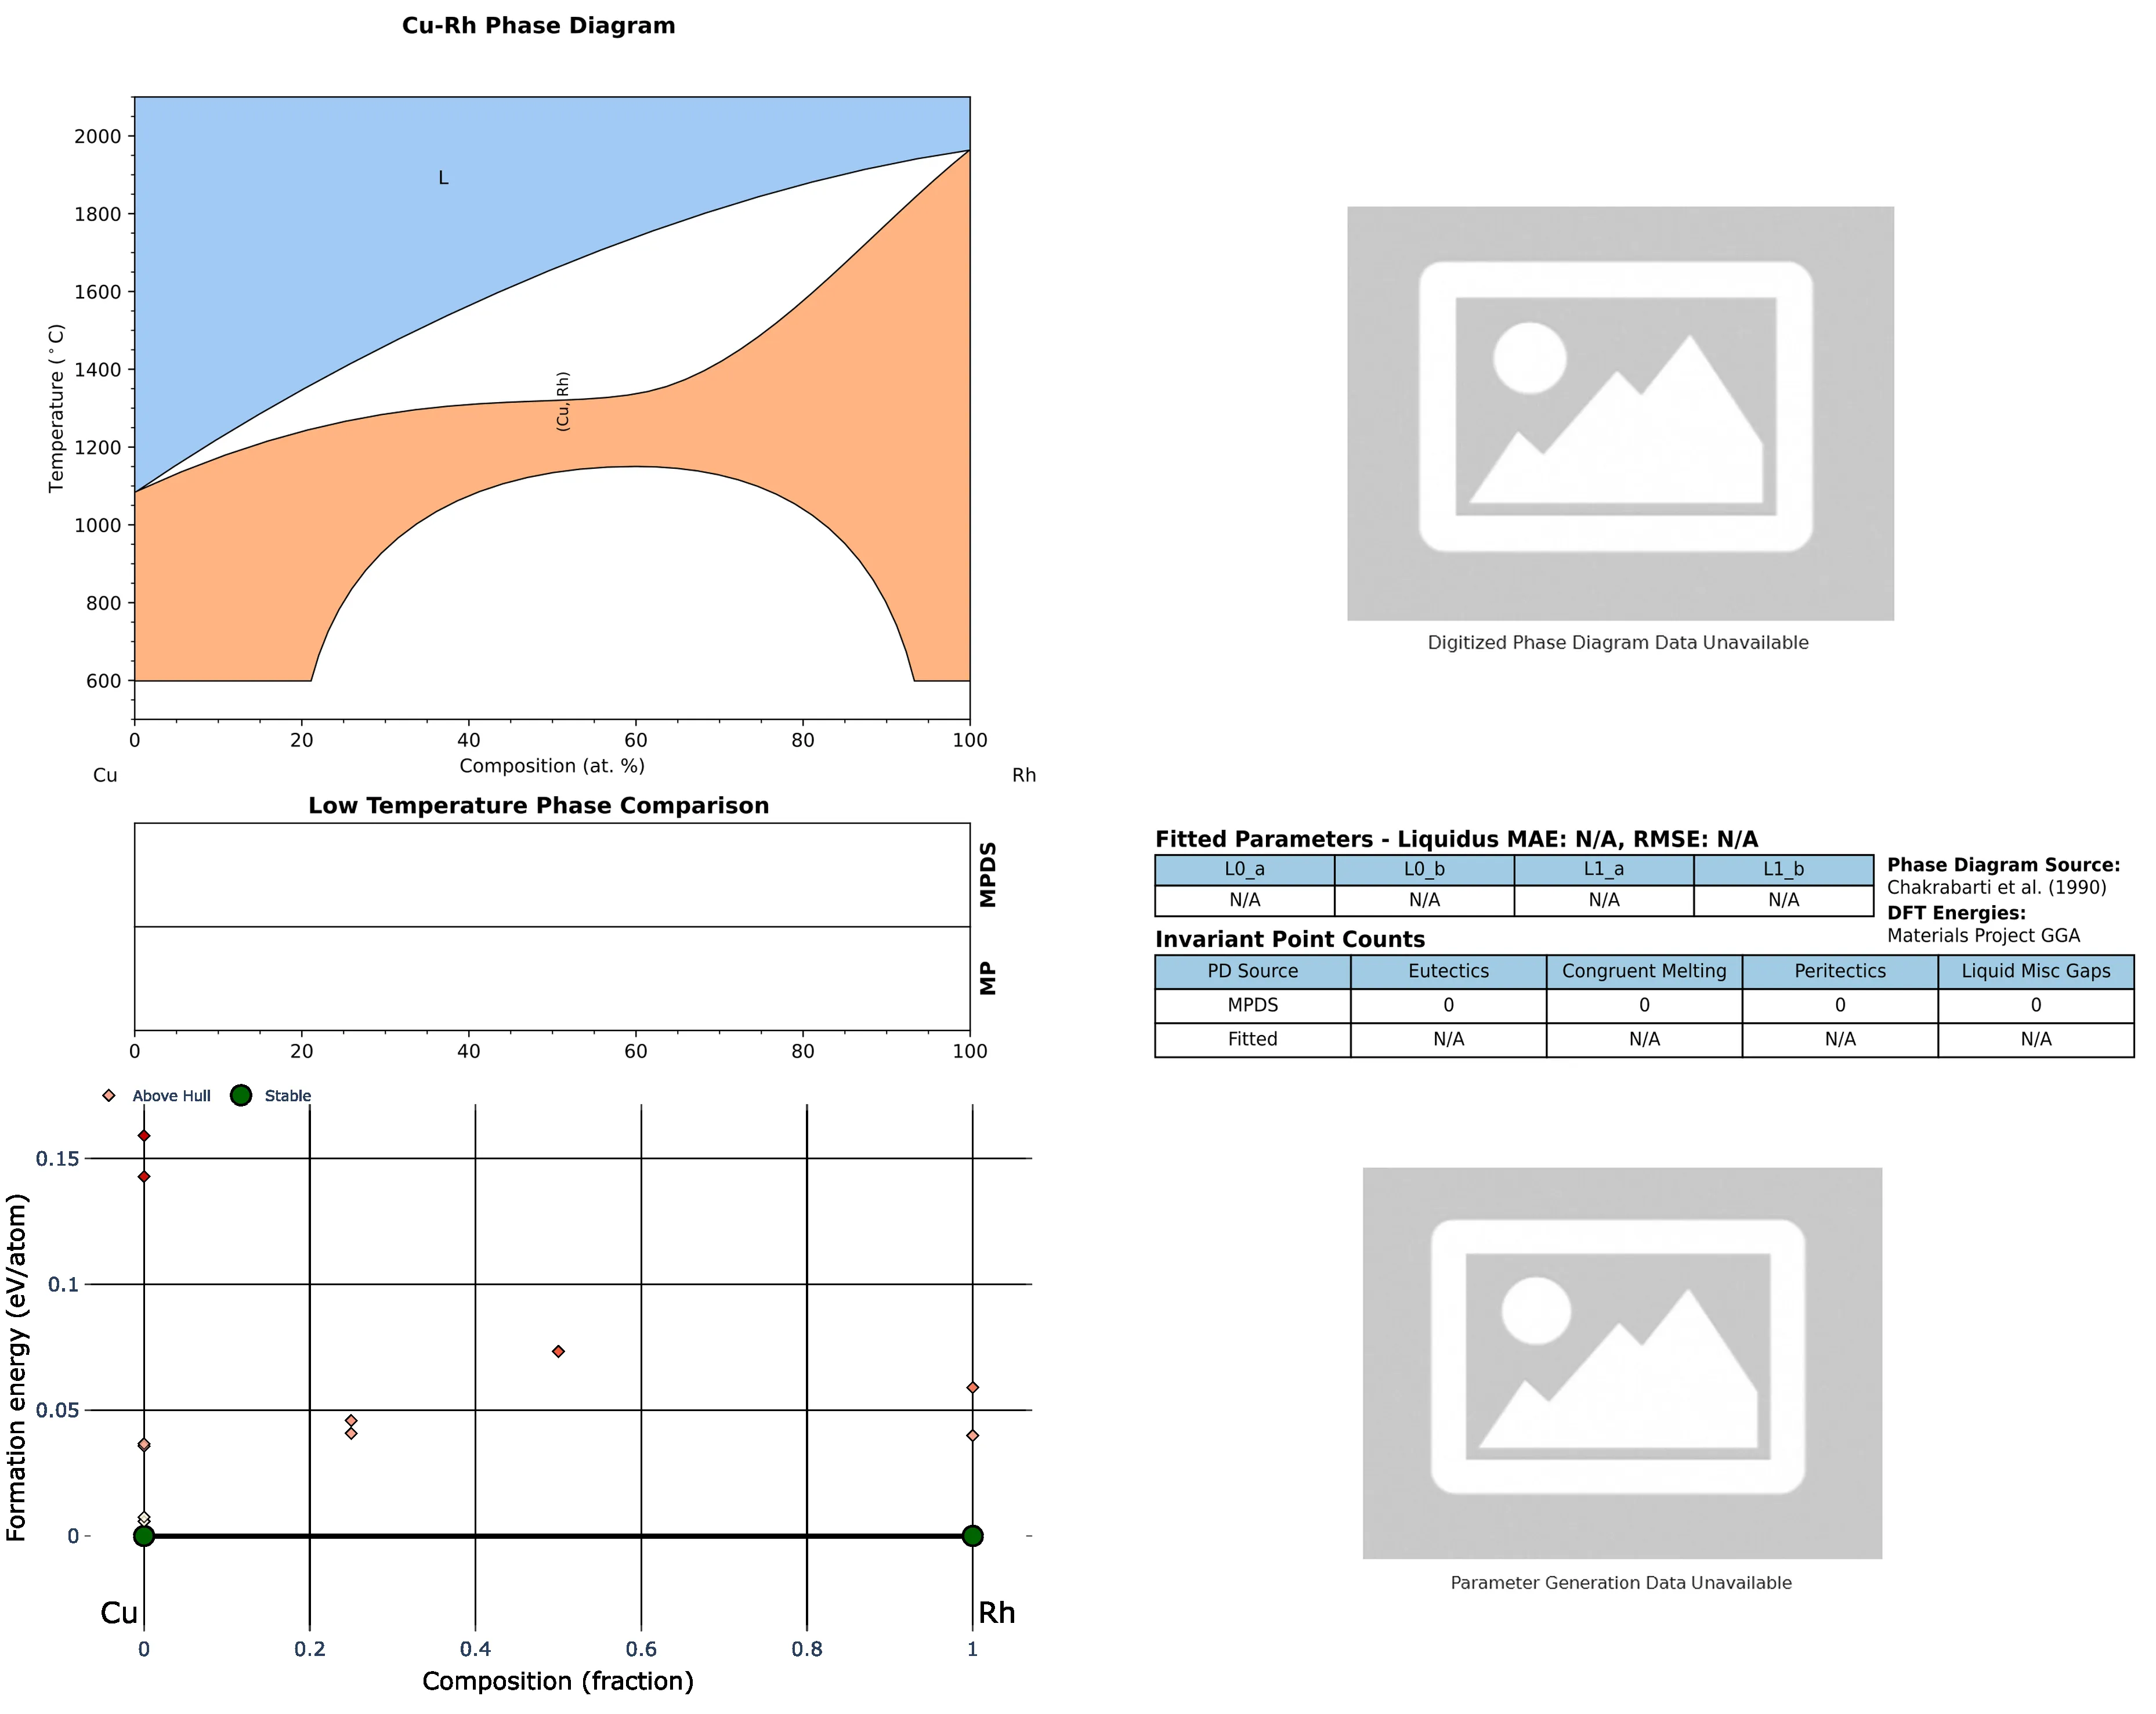 Cu-Rh Phase Diagram
2000
1800
1600
1400
1200
1000
800
600
Temperature (°C)
L
(Cu, Rh)
0 20 40 60 80 100
Composition (at. %)
Cu Rh
Digitized Phase Diagram Data Unavailable
Low Temperature Phase Comparison
MPDS
MP
0 20 40 60 80 100
Fitted Parameters - Liquidus MAE: N/A, RMSE: N/A
L0_a L0_b L1_a L1_b
N/A N/A N/A N/A
Phase Diagram Source:
Chakrabarti et al. (1990)
DFT Energies:
Materials Project GGA
Invariant Point Counts
PD Source Eutectics Congruent Melting Peritectics Liquid Misc Gaps
MPDS 0 0 0 0
Fitted N/A N/A N/A N/A
Above Hull Stable
0.15
0.1
0.05
0
Formation energy (eV/atom)
Cu Rh
0 0.2 0.4 0.6 0.8 1
Composition (fraction)
Parameter Generation Data Unavailable